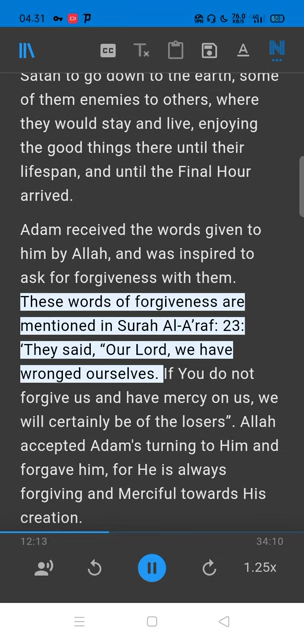 04.31
76.0
KB/s
4G
51
CC
Satan to go down to the earth, some
of them enemies to others, where
they would stay and live, enjoying
the good things there until their
lifespan, and until the Final Hour
arrived.
Adam received the words given to
him by Allah, and was inspired to
ask for forgiveness with them.
These words of forgiveness are
mentioned in Surah Al-A’raf: 23:
‘They said, “Our Lord, we have
wronged ourselves. If You do not
forgive us and have mercy on us, we
will certainly be of the losers”. Allah
accepted Adam's turning to Him and
forgave him, for He is always
forgiving and Merciful towards His
creation.
12:13
34:10
1.25x